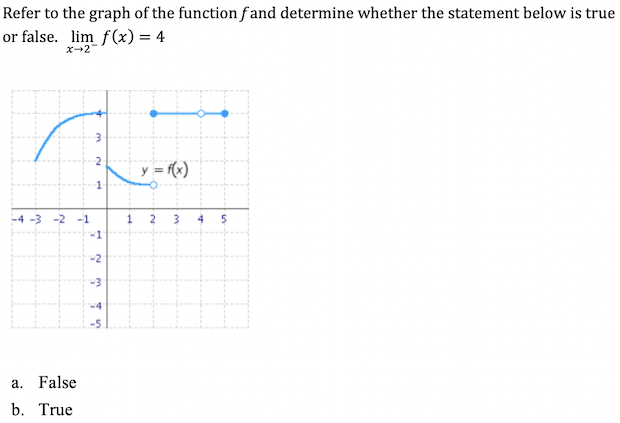 Refer to the graph of the function f and determine whether the statement below is true
or false. lim f(x) = 4
x→2⁻
4
3
2
y = f(x)
1
-4 -3 -2 -1 1 2 3 4 5
-1
-2
-3
-4
-5
a. False
b. True